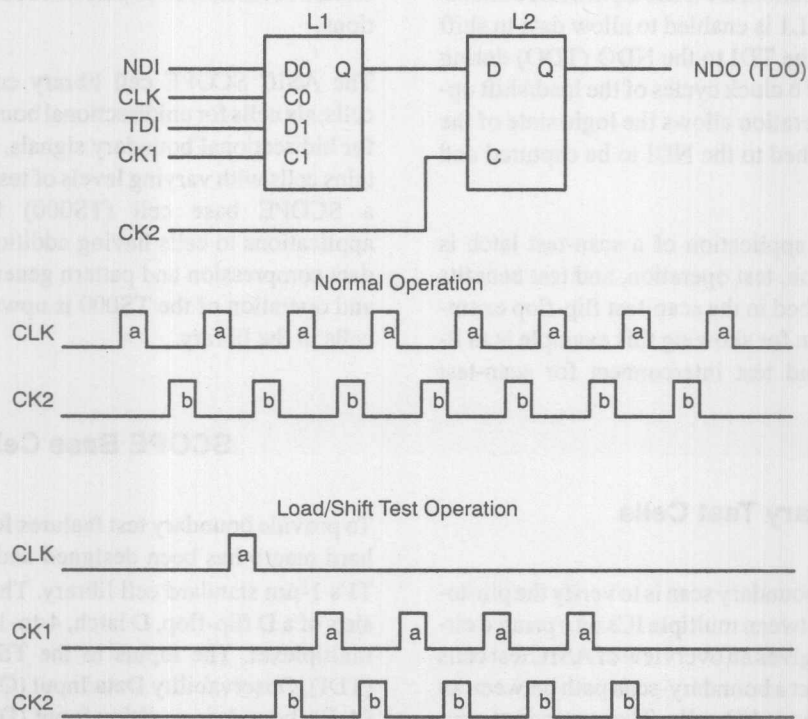 L1 L2
NDI D0 Q D Q NDO (TDO)
CLK C0
TDI D1
CK1 C1 C
CK2
Normal Operation
CLK a a a a a a a a
CK2 b b b b b b b
Load/Shift Test Operation
CLK a
CK1 a a a a
CK2 b b b b b